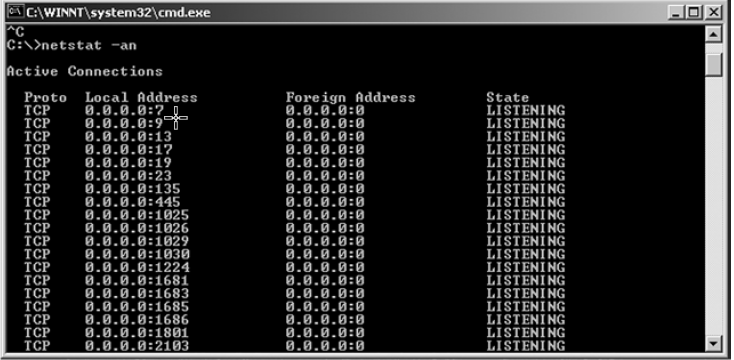 C:\WINNT\system32\cmd.exe
^C
C:\>netstat -an
Active Connections
Proto Local Address Foreign Address State
TCP 0.0.0.0:7 0.0.0.0:0 LISTENING
TCP 0.0.0.0:9 0.0.0.0:0 LISTENING
TCP 0.0.0.0:13 0.0.0.0:0 LISTENING
TCP 0.0.0.0:17 0.0.0.0:0 LISTENING
TCP 0.0.0.0:19 0.0.0.0:0 LISTENING
TCP 0.0.0.0:23 0.0.0.0:0 LISTENING
TCP 0.0.0.0:135 0.0.0.0:0 LISTENING
TCP 0.0.0.0:445 0.0.0.0:0 LISTENING
TCP 0.0.0.0:1025 0.0.0.0:0 LISTENING
TCP 0.0.0.0:1026 0.0.0.0:0 LISTENING
TCP 0.0.0.0:1029 0.0.0.0:0 LISTENING
TCP 0.0.0.0:1030 0.0.0.0:0 LISTENING
TCP 0.0.0.0:1224 0.0.0.0:0 LISTENING
TCP 0.0.0.0:1681 0.0.0.0:0 LISTENING
TCP 0.0.0.0:1683 0.0.0.0:0 LISTENING
TCP 0.0.0.0:1685 0.0.0.0:0 LISTENING
TCP 0.0.0.0:1686 0.0.0.0:0 LISTENING
TCP 0.0.0.0:1801 0.0.0.0:0 LISTENING
TCP 0.0.0.0:2103 0.0.0.0:0 LISTENING